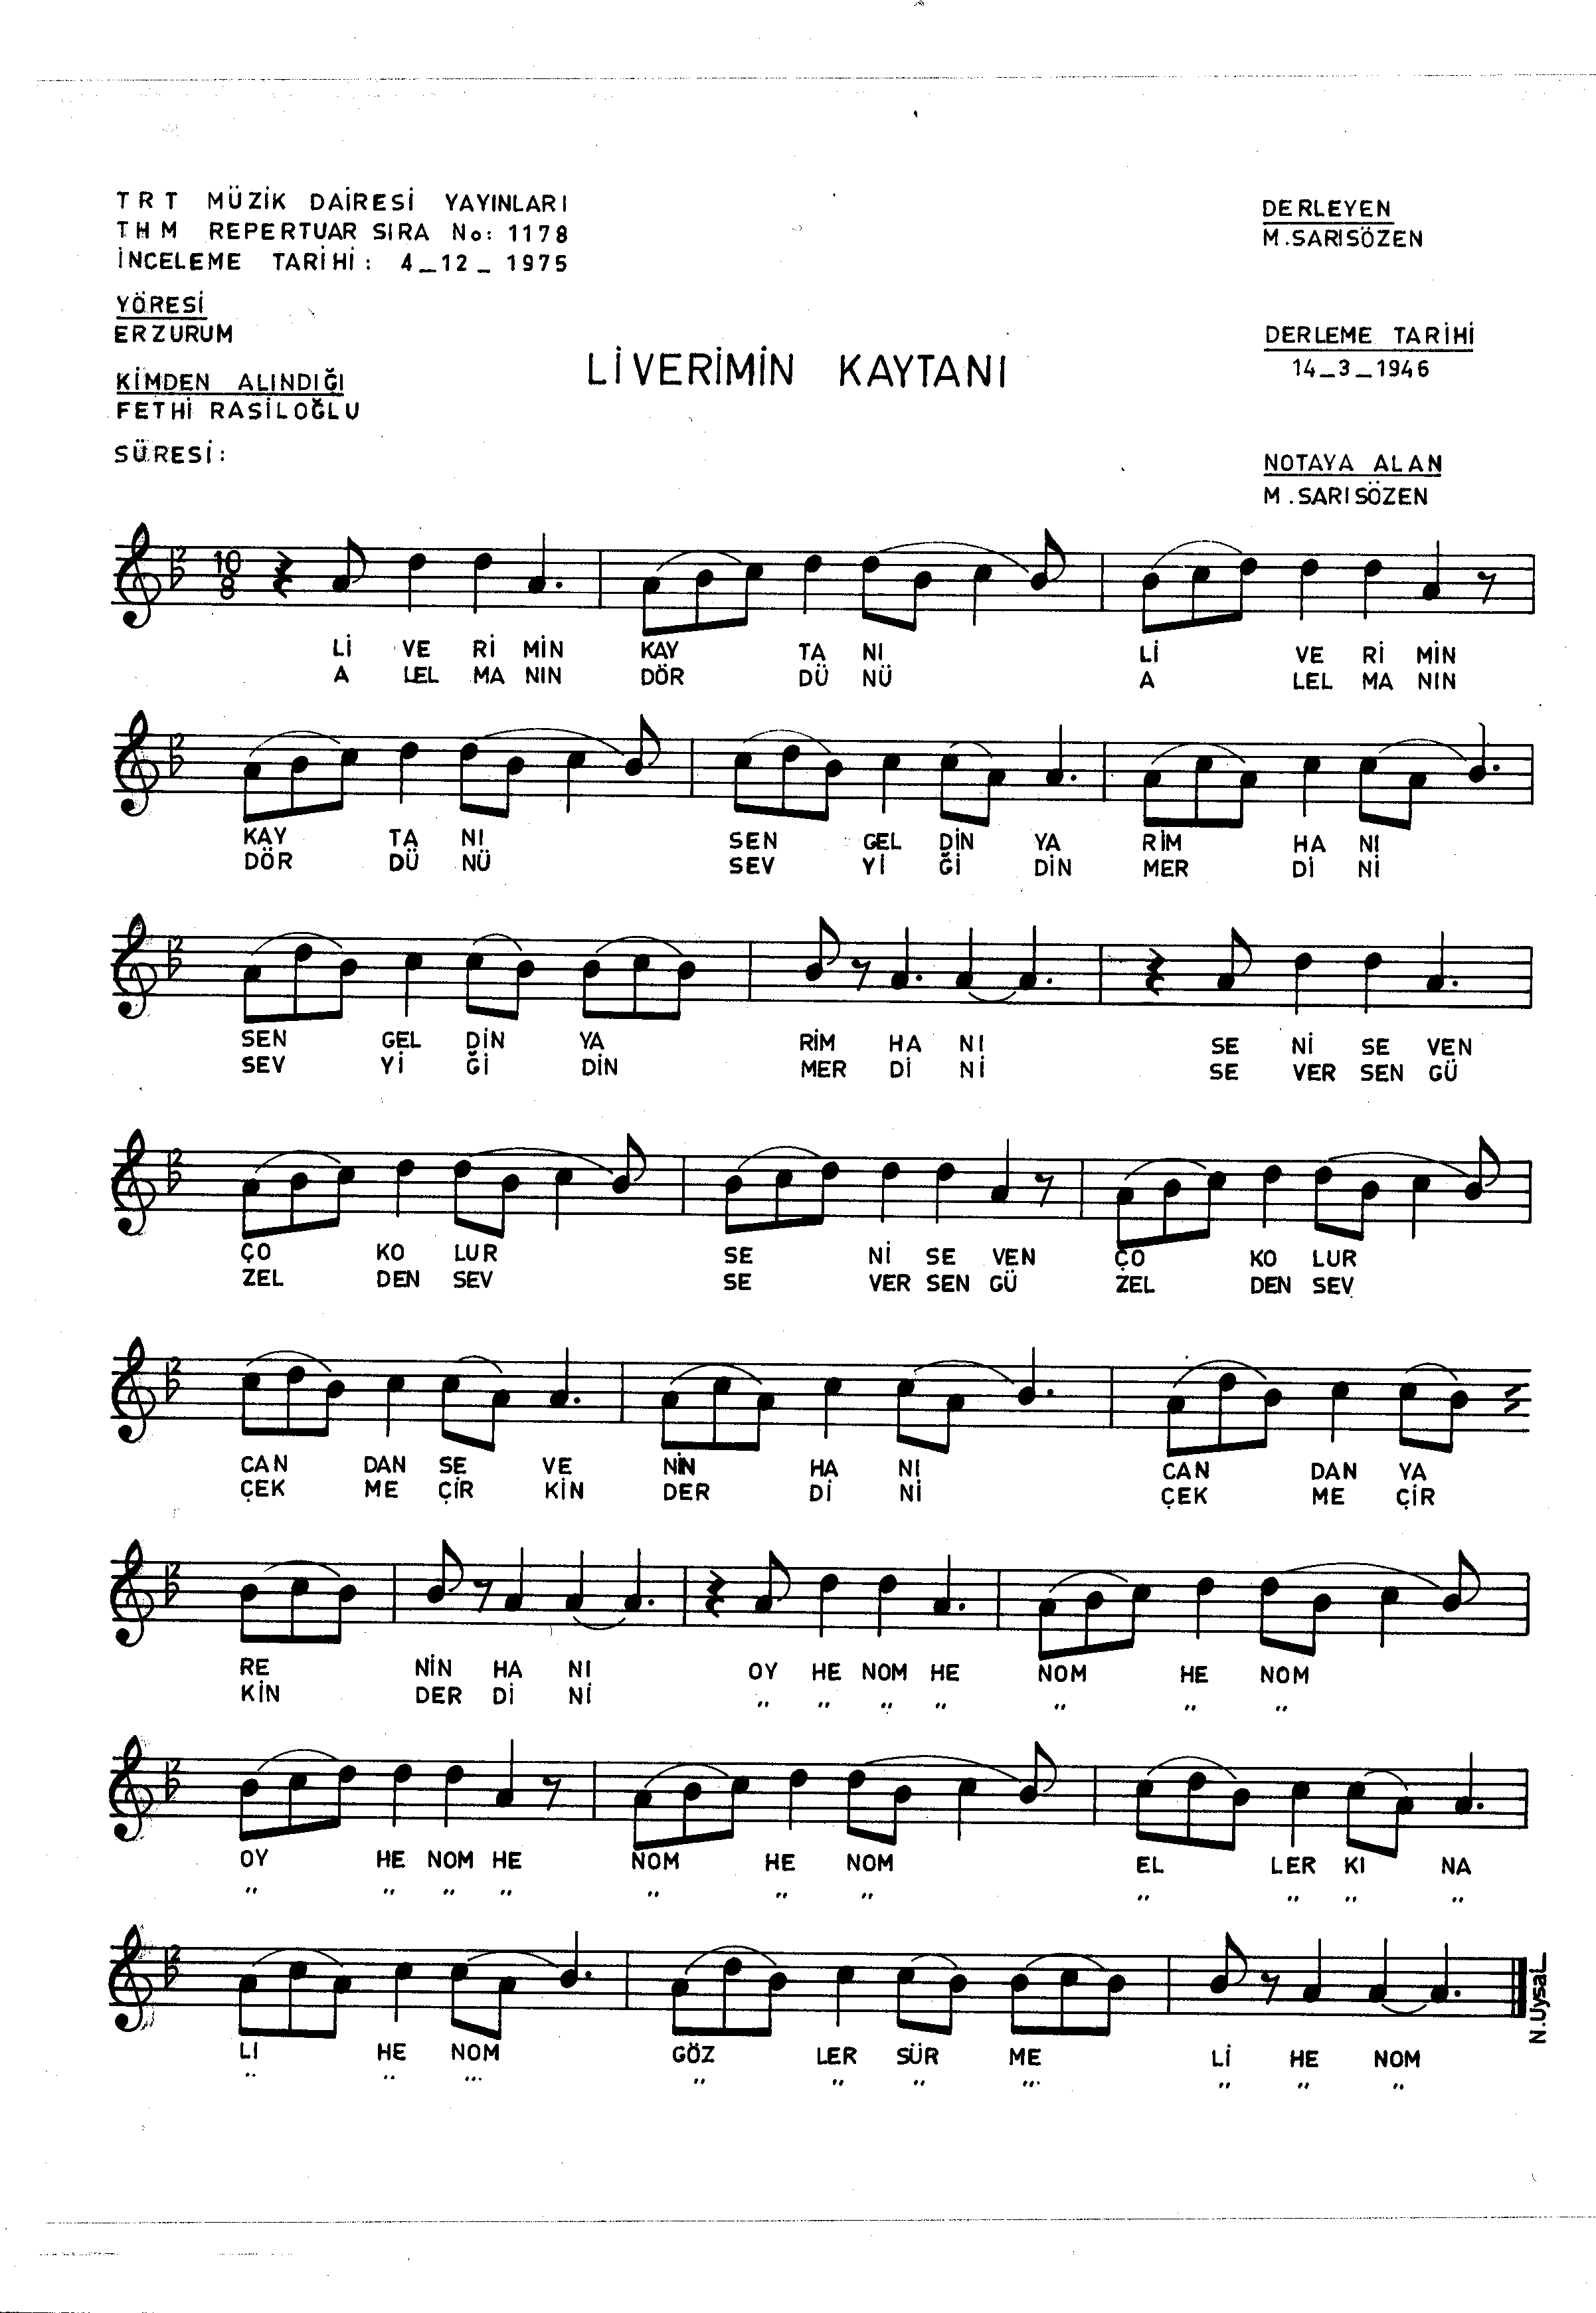 TRT MÜZİK DAİRESİ YAYINLARI
THM REPERTUAR SIRA No: 1178
İNCELEME TARİHİ: 4_12_1975
YÖRESİ
ERZURUM
KİMDEN ALINDIĞI
FETHİ RASİLOĞLU
SÜRESİ:
DERLEYEN
M.SARISÖZEN
DERLEME TARİHİ
14_3_1946
NOTAYA ALAN
M.SARISÖZEN
LİVERİMİN KAYTANI
10
8
Lİ VE Rİ MİN KAY TA NI Lİ VE Rİ MİN
A LEL MA NIN DÖR DÜ NÜ A LEL MA NIN
KAY TA NI SEN GEL DİN YA RİM HA NI
DÖR DÜ NÜ SEV Yİ Ğİ DİN MER Dİ Nİ
SEN GEL DİN YA RİM HA NI SE Nİ SE VEN
SEV Yİ Ğİ DİN MER Dİ Nİ SE VER SEN GÜ
ÇO KO LUR SE Nİ SE VEN ÇO KO LUR
ZEL DEN SEV SE VER SEN GÜ ZEL DEN SEV
CAN DAN SE VE NİN HA NI CAN DAN YA
ÇEK ME ÇİR KİN DER Dİ Nİ ÇEK ME ÇİR
RE NİN HA NI OY HE NOM HE NOM HE NOM
KİN DER Dİ Nİ ,, ,, ,, ,, ,, ,, ,,
OY HE NOM HE NOM HE NOM EL LER KI NA
,, ,, ,, ,, ,, ,, ,, ,, ,, ,, ,,
LI HE NOM GÖZ LER SÜR ME Lİ HE NOM
,, ,, ,, ,, ,, ,, ,, ,, ,, ,,
N.Uysal